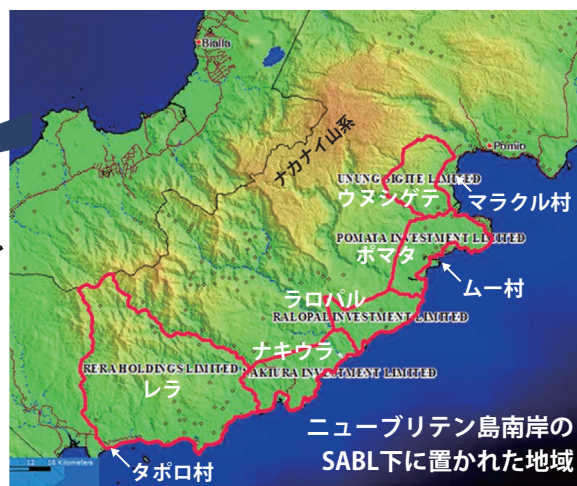 Bialla
ナカナイ山系
Pomio
UNUNG SIGITE LIMITED
ウヌシゲテ
マラクル村
POMATA INVESTMENT LIMITED
ポマタ
ムー村
ラロパル
RALOPAL INVESTMENT LIMITED
ナキウラ
RERA HOLDINGS LIMITED
NAKIURA INVESTMENT LIMITED
レラ
ニューブリテン島南岸の
SABL下に置かれた地域
タポロ村